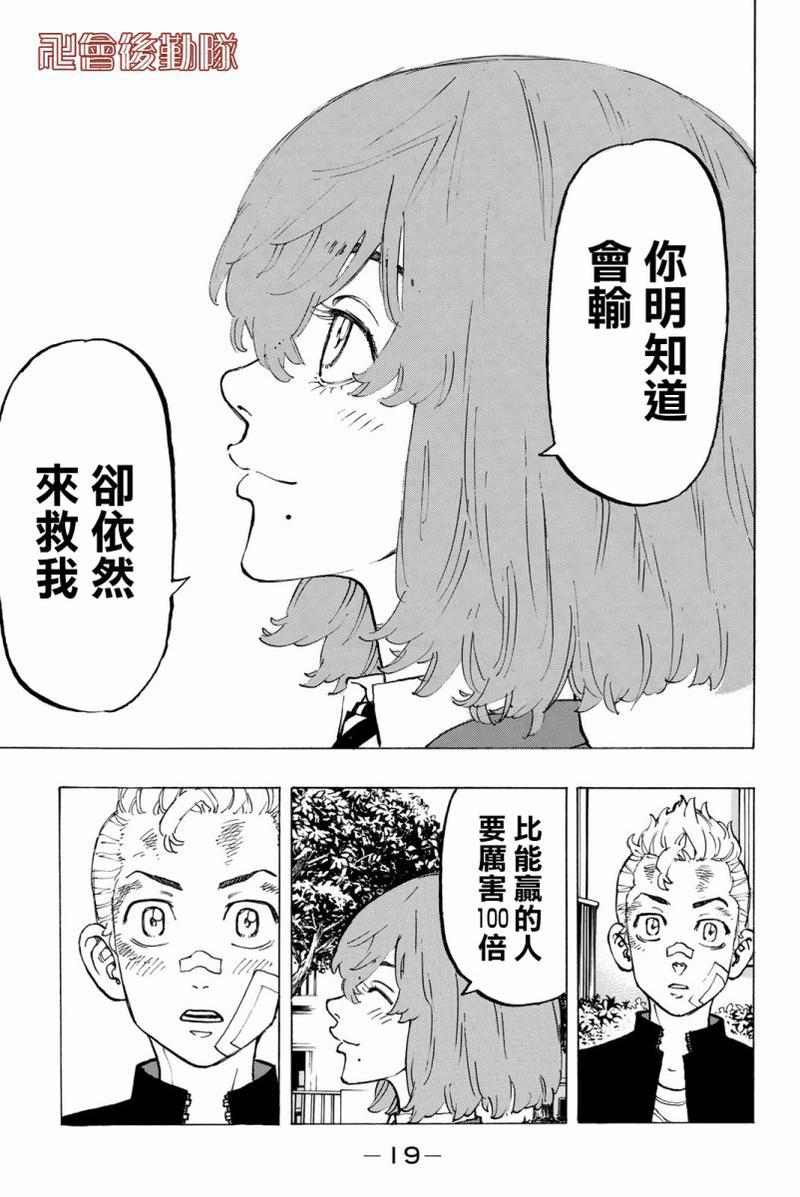 卍會後勤隊
你明知道
會輸
卻依然
來救我
比能贏的人
要厲害100倍
—19—